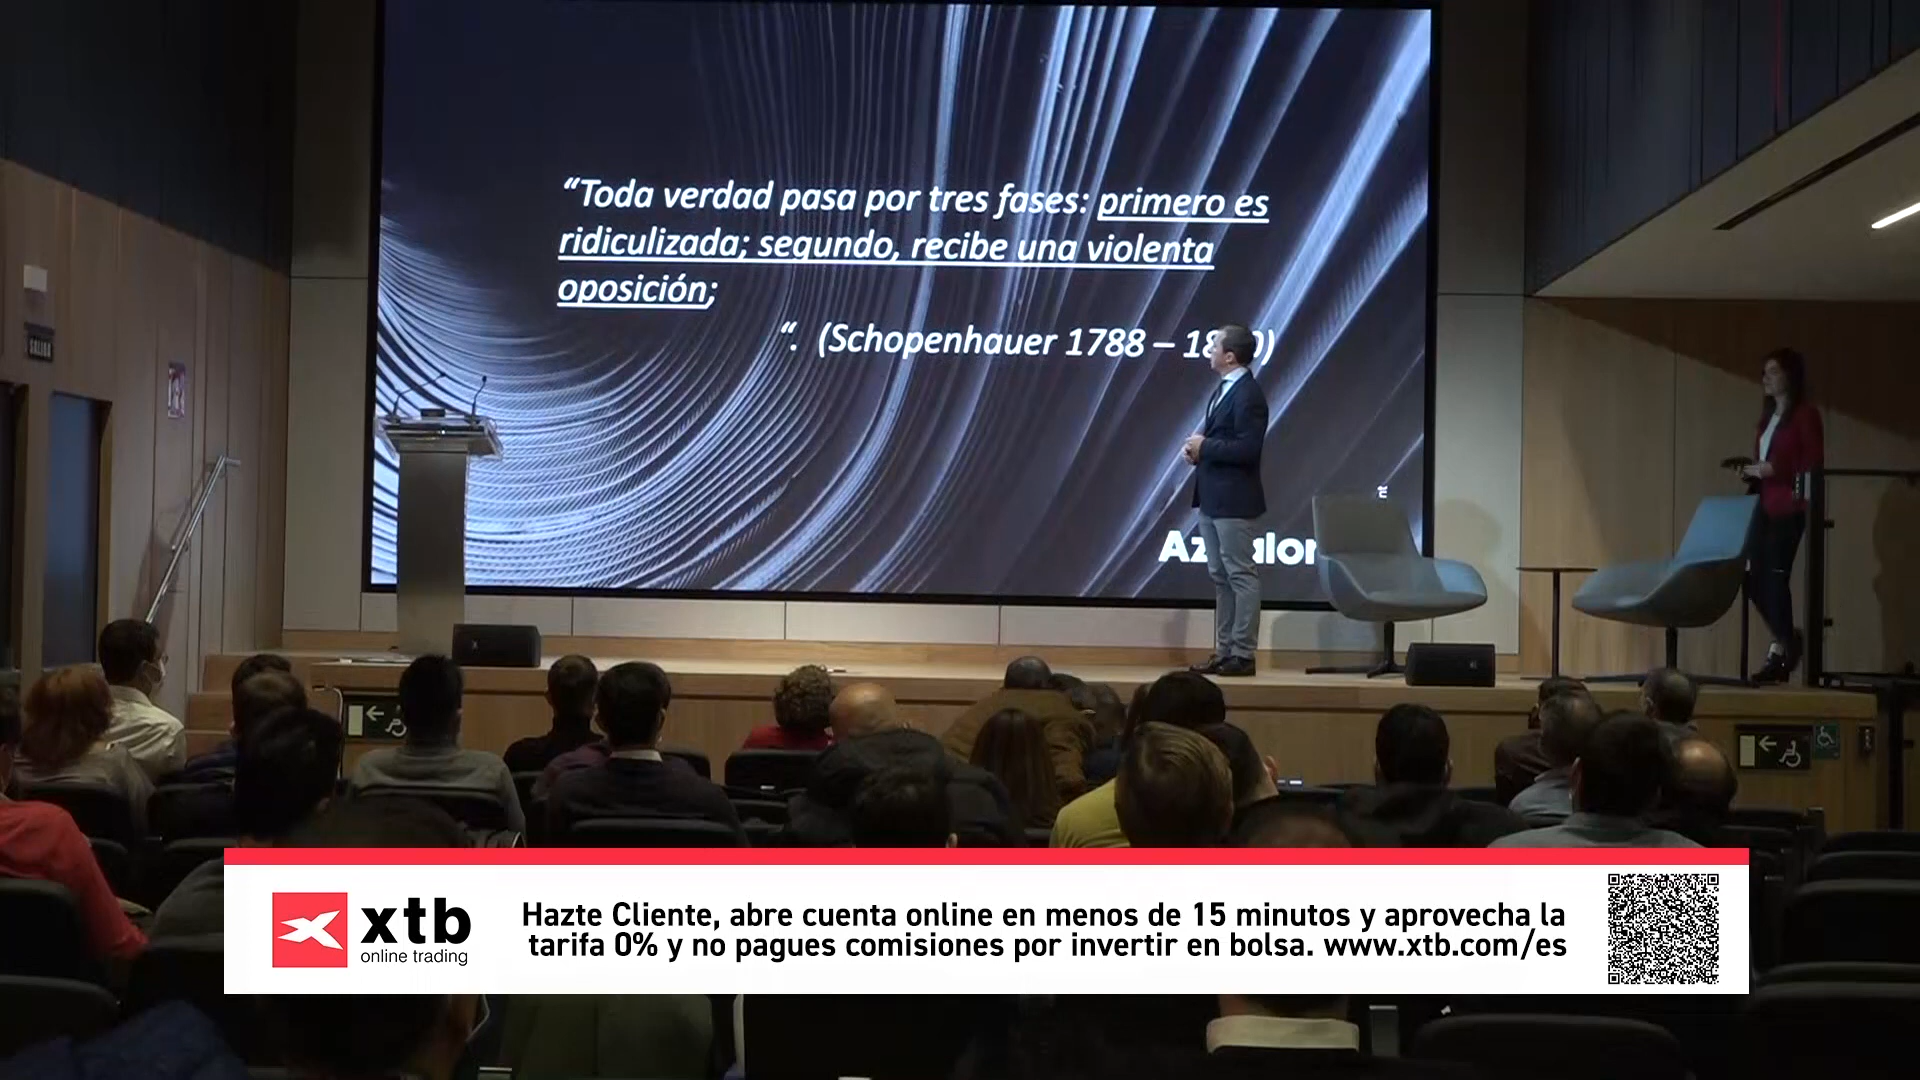 “Toda verdad pasa por tres fases: primero es
ridiculizada; segundo, recibe una violenta
oposición;
“. (Schopenhauer 1788 –
SALIDA
xtb
online trading
Hazte Cliente, abre cuenta online en menos de 15 minutos y aprovecha la
tarifa 0% y no pagues comisiones por invertir en bolsa. www.xtb.com/es